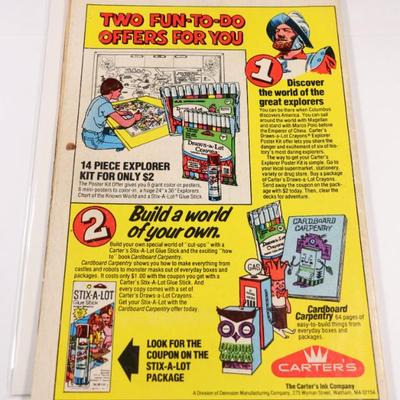 TWO FUN-TO-DO
OFFERS FOR YOU
1
Discover
the world of the
great explorers
You can be there when Columbus
discovers America. You can sail
around the world with Magellan
and stand with Marco Polo before
the Emperor of China. Carter's
Draws-a-Lot Crayons' Explorer
Poster Kit offer lets you share the
danger and excitement of six of his-
tory's most daring explorers.
The way to get your Carter's
Explorer Poster Kit is simple. Go to
your local supermarket, stationery,
variety or drug store. Buy a package
of Carter's Draws-a-Lot Crayons.
Send away the coupon on the pack-
age with $2 today. Then, clear the
decks for adventure.
Draws-a-Lot
Crayons
14 PIECE EXPLORER
KIT FOR ONLY $2
The Poster Kit Offer gives you 6 giant color-in posters,
6 mini-posters to color-in, a huge 24" x 36" Explorers
Chart of the Known World and a Stix-A-Lot Glue Stick.
2
Build a world
of your own.
Build your own special world of "cut-ups" with a
Carter's Stix-A-Lot Glue Stick and the exciting "how
to" book Cardboard Carpentry.
Cardboard Carpentry shows you how to make everything from
castles and robots to monster masks out of everyday boxes and
packages. It costs only $1.00 with the coupon you get with a
Carter's Stix-A-Lot Glue Stick. And
every copy comes with a set of
Carter's Draws-a-Lot Crayons.
Get your Stix-A-Lot with the
Cardboard Carpentry offer today.
STIX-A-LOT
Glue Stick
LOOK FOR
THE COUPON
ON THE
STIX-A-LOT
PACKAGE
GAS
CARDBOARD
CARPENTRY
Cardboard
Carpentry 64 pages of
easy-to-build things from
everyday boxes and
packages.
CARTER'S
The Carter's Ink Company
A Division of Dennison Manufacturing Company, 275 Wyman, Waltham, MA 02154